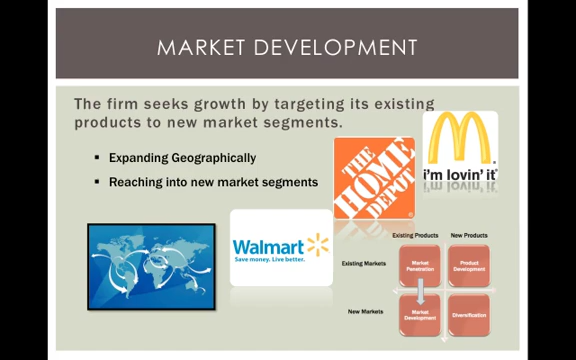 MARKET DEVELOPMENT
The firm seeks growth by targeting its existing
products to new market segments.
▪ Expanding Geographically
▪ Reaching into new market segments
THE
HOME
DEPOT
i'm lovin' it
Walmart
Save money. Live better.
Existing Products New Products
Existing Markets
Market
Penetration
Product
Development
New Markets
Market
Development
Diversification